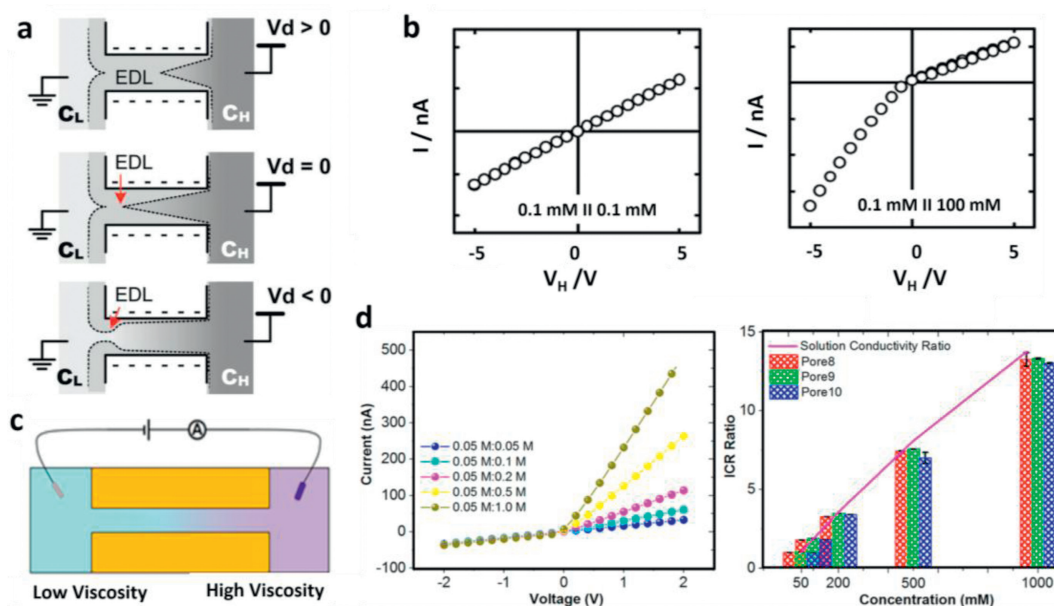 a
Vd > 0
EDL
CL
CH
EDL
Vd = 0
CL
CH
EDL
Vd < 0
CL
CH
b
I / nA
0.1 mM II 0.1 mM
-5 0 5
VH /V
I / nA
0.1 mM II 100 mM
-5 0 5
VH /V
c
A
Low Viscosity
High Viscosity
d
Current (nA)
500
400
300
200
100
0
-100
0.05 M:0.05 M
0.05 M:0.1 M
0.05 M:0.2 M
0.05 M:0.5 M
0.05 M:1.0 M
-2 -1 0 1 2
Voltage (V)
ICR Ratio
15
10
5
0
Solution Conductivity Ratio
Pore8
Pore9
Pore10
50 200 500 1000
Concentration (mM)